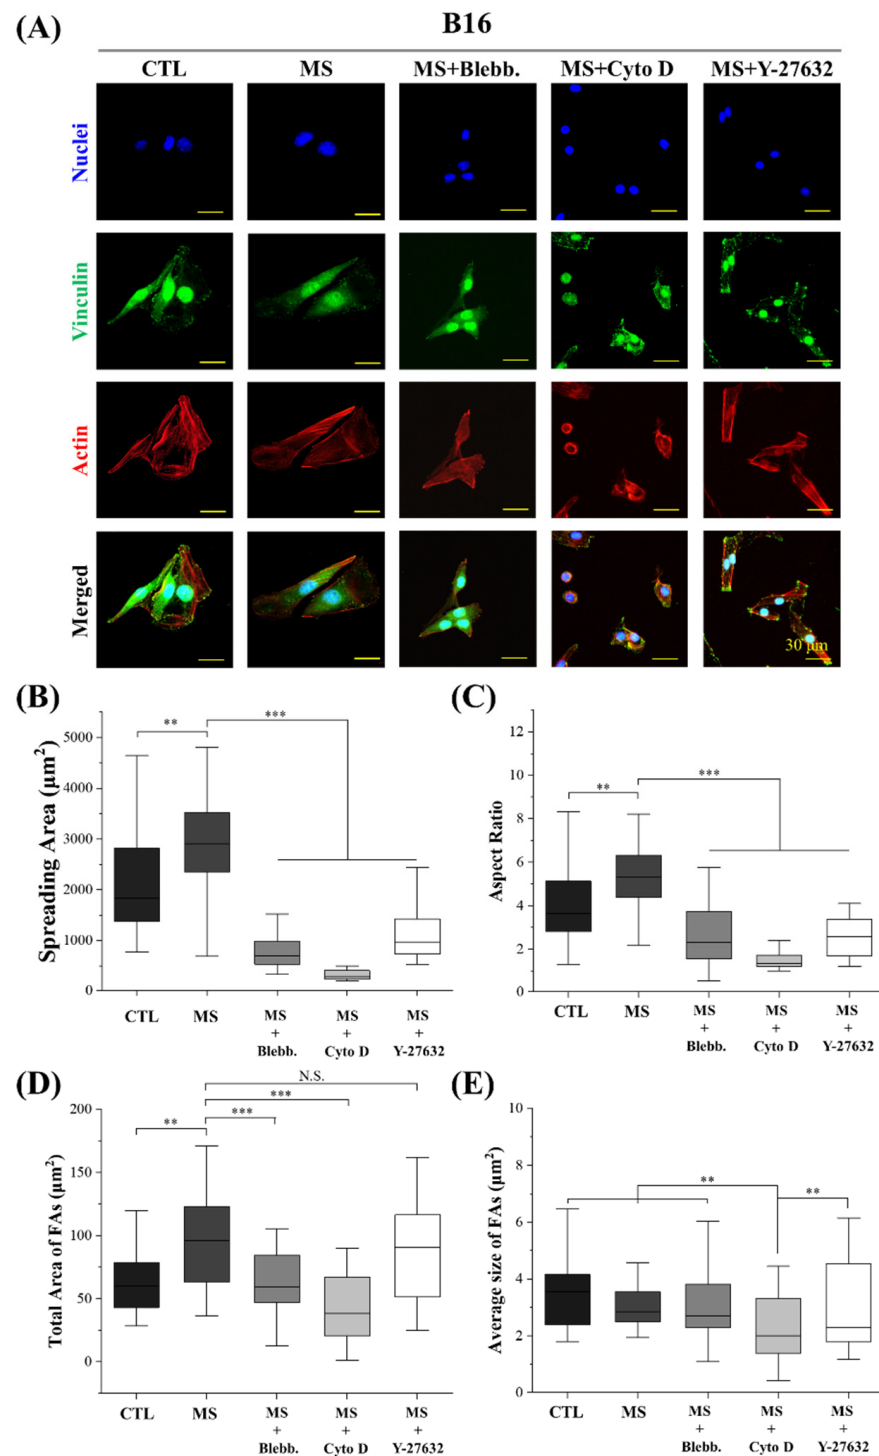 (A)
B16
CTL MS MS+Blebb. MS+Cyto D MS+Y-27632
Nuclei
Vinculin
Actin
Merged
30 μm
(B)
** ***
Spreading Area (μm²)
5000
4000
3000
2000
1000
0
CTL MS MS MS MS
+ + +
Blebb. Cyto D Y-27632
(C)
** ***
Aspect Ratio
12
10
8
6
4
2
0
CTL MS MS MS MS
+ + +
Blebb. Cyto D Y-27632
(D)
N.S.
***
** ***
Total Area of FAs (μm²)
200
150
100
50
0
CTL MS MS MS MS
+ + +
Blebb. Cyto D Y-27632
(E)
** **
Average size of FAs (μm²)
10
8
6
4
2
0
CTL MS MS MS MS
+ + +
Blebb. Cyto D Y-27632